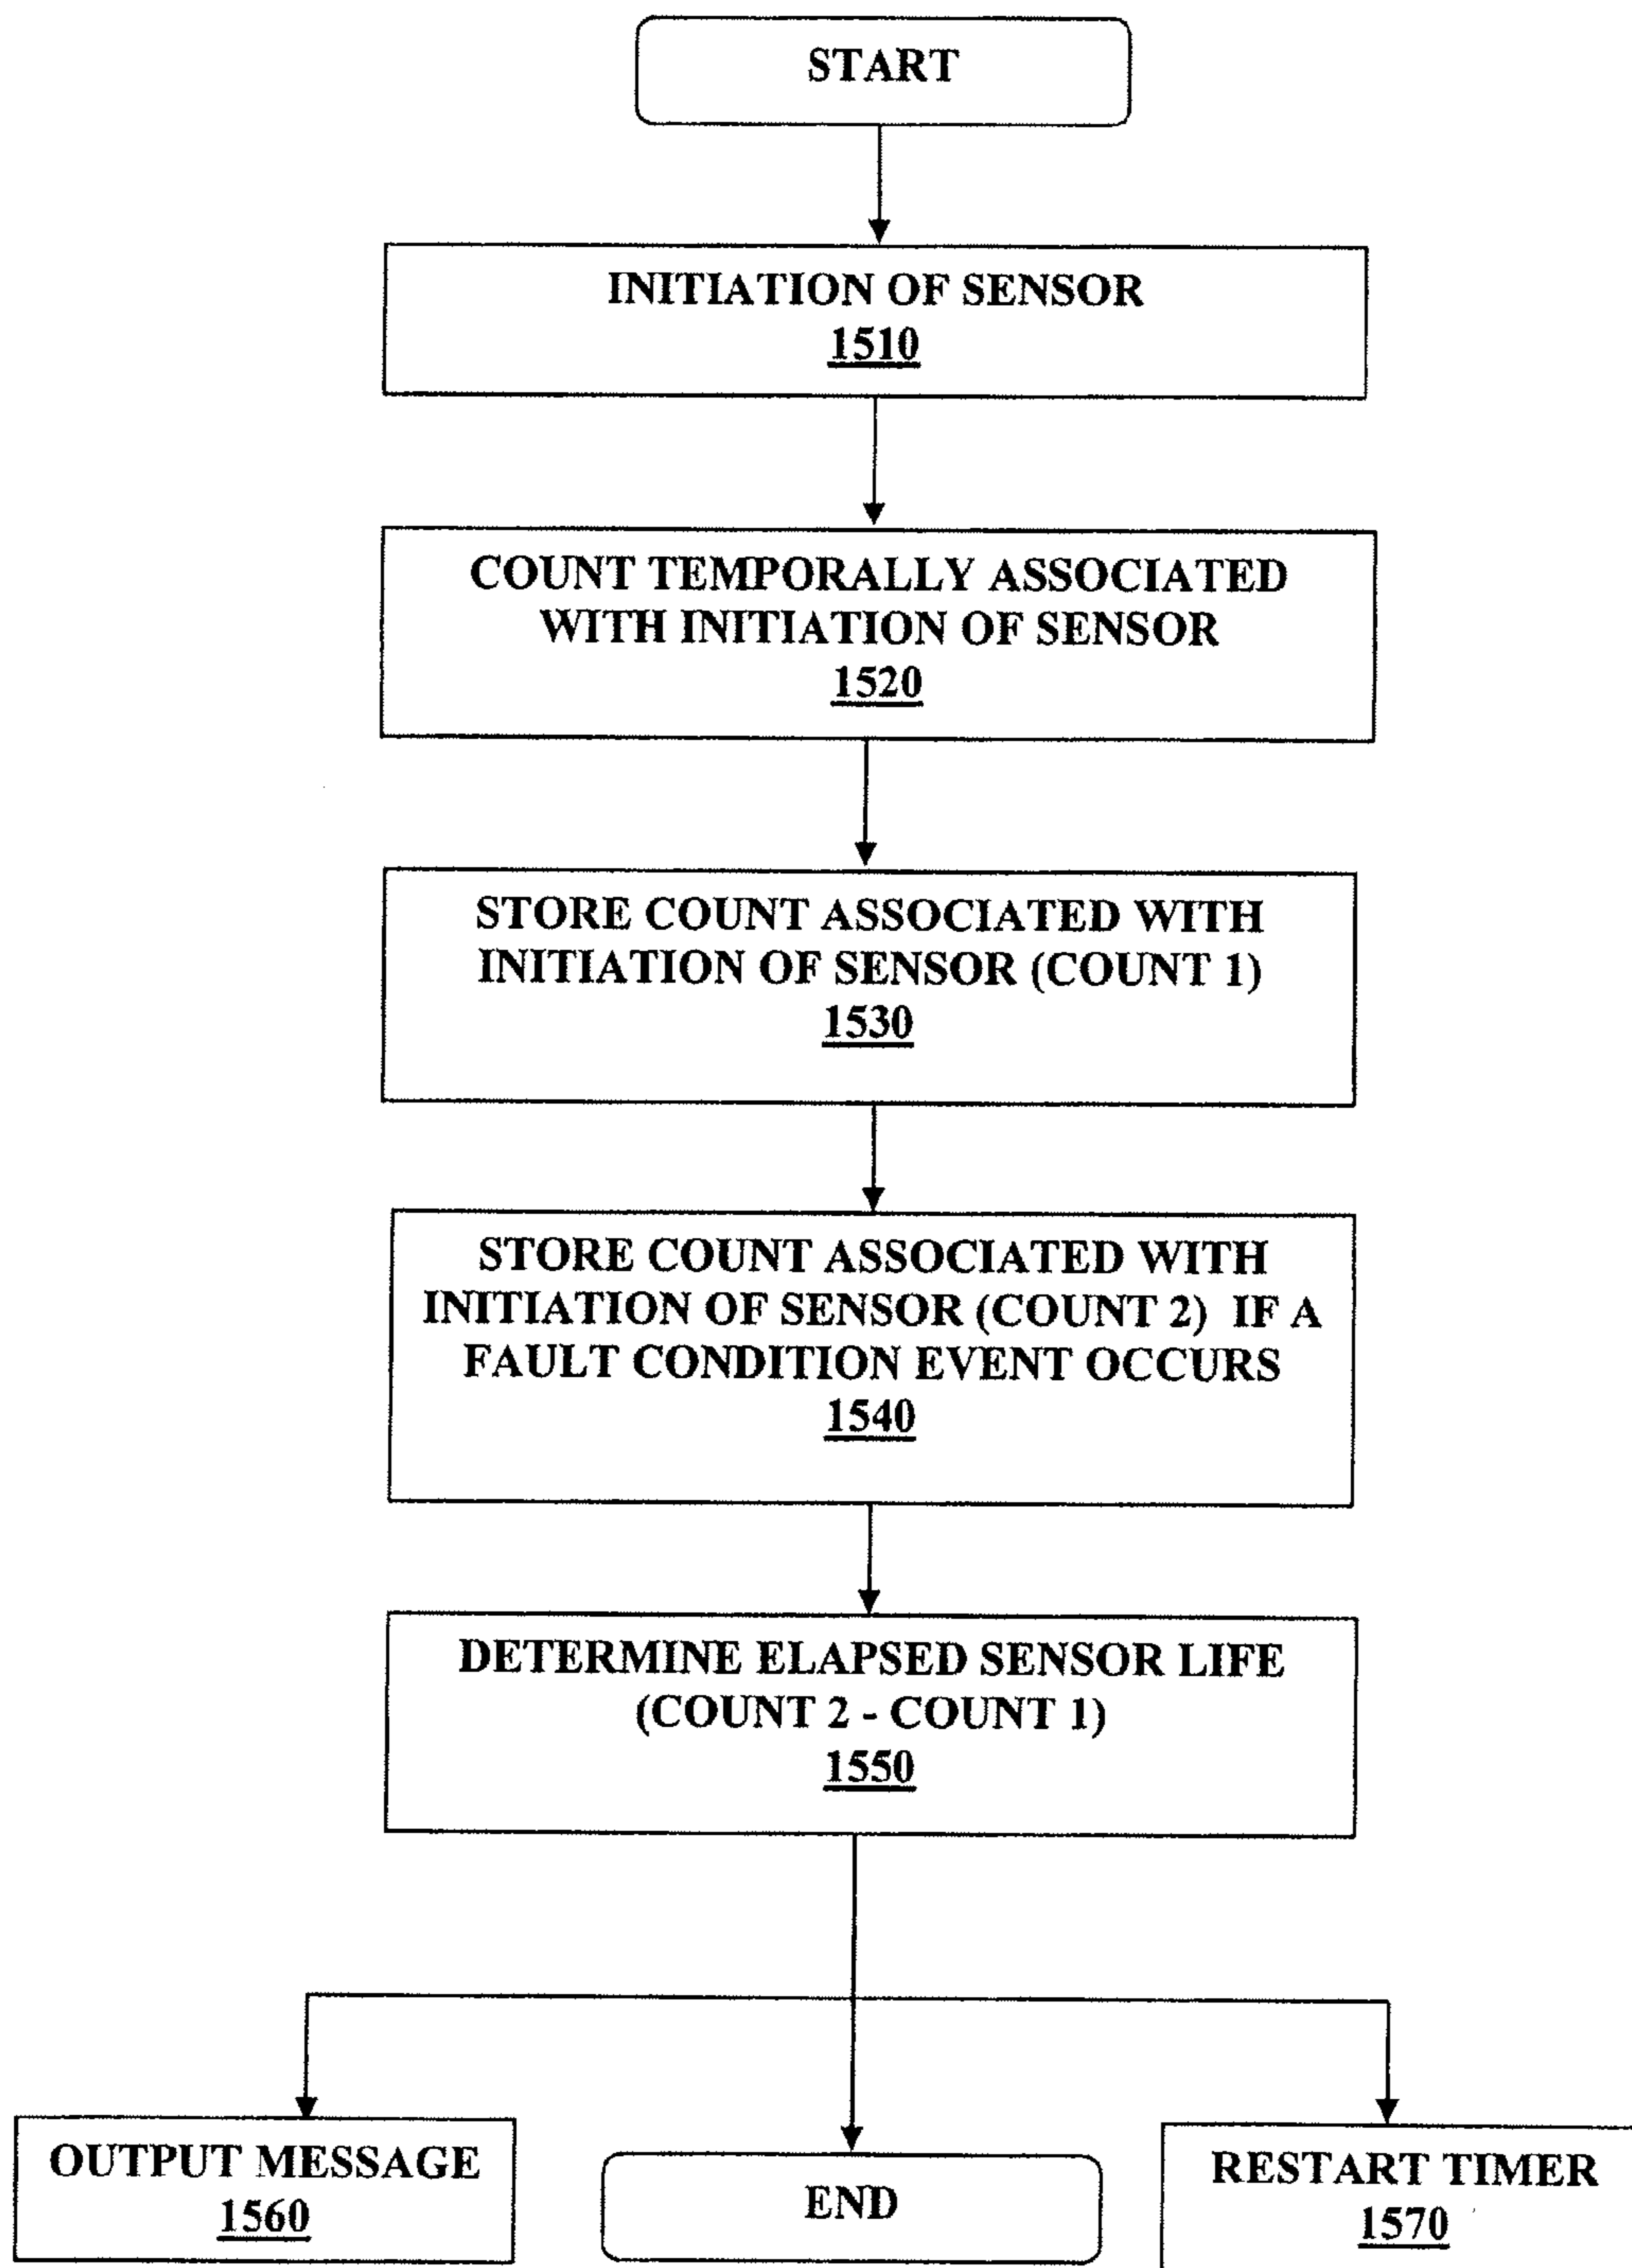 START
INITIATION OF SENSOR
1510
COUNT TEMPORALLY ASSOCIATED
WITH INITIATION OF SENSOR
1520
STORE COUNT ASSOCIATED WITH
INITIATION OF SENSOR (COUNT 1)
1530
STORE COUNT ASSOCIATED WITH
INITIATION OF SENSOR (COUNT 2) IF A
FAULT CONDITION EVENT OCCURS
1540
DETERMINE ELAPSED SENSOR LIFE
(COUNT 2 - COUNT 1)
1550
OUTPUT MESSAGE
1560
END
RESTART TIMER
1570